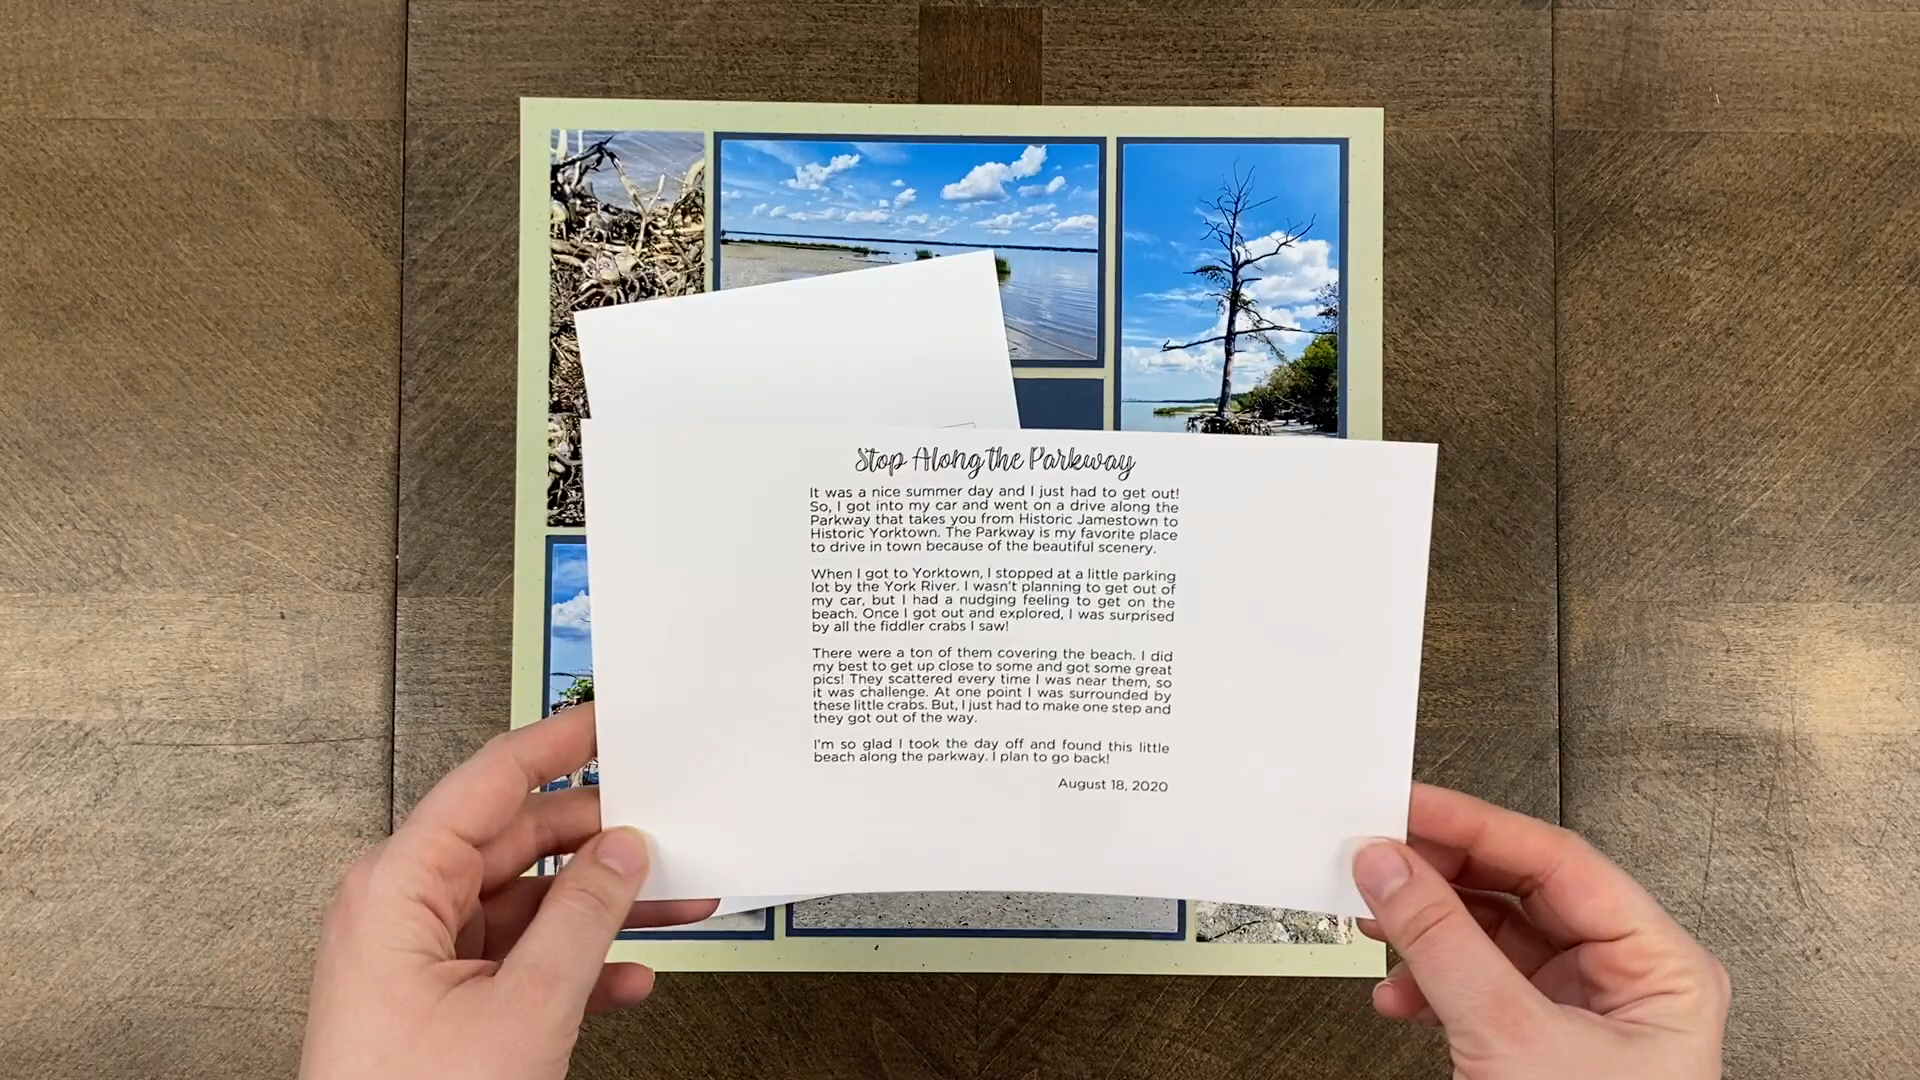 Stop Along the Parkway
It was a nice summer day and I just had to get out!
So, I got into my car and went on a drive along the
Parkway that takes you from Historic Jamestown to
Historic Yorktown. The Parkway is my favorite place
to drive in town because of the beautiful scenery.
When I got to Yorktown, I stopped at a little parking
lot by the York River. I wasn't planning to get out of
my car, but I had a nudging feeling to get on the
beach. Once I got out and explored, I was surprised
by all the fiddler crabs I saw!
There were a ton of them covering the beach. I did
my best to get up close to some and got some great
pics! They scattered every time I was near them, so
it was challenge. At one point I was surrounded by
these little crabs. But, I just had to make one step and
they got out of the way.
I'm so glad I took the day off and found this little
beach along the parkway. I plan to go back!
August 18, 2020